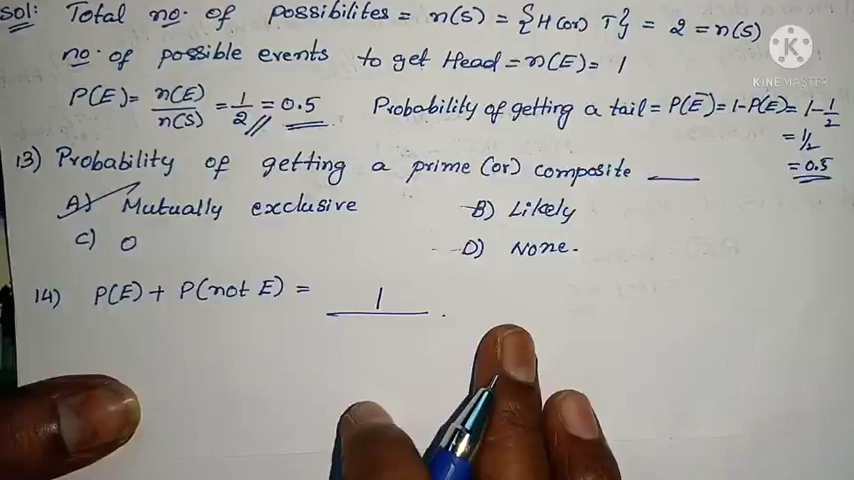 Sol: Total no. of possibilites = n(S) = {H (or) T} = 2 = n(S)
no. of possible events to get Head = n(E) = 1
P(E) = n(E)/n(S) = 1/2 = 0.5 Probability of getting a tail = P(E̅) = 1 - P(E) = 1 - 1/2
= 1/2
= 0.5
13) Probability of getting a prime (or) composite ____
A) Mutually exclusive B) Likely
C) 0 D) None.
14) P(E) + P(not E) = 1 .
KINEMASTER